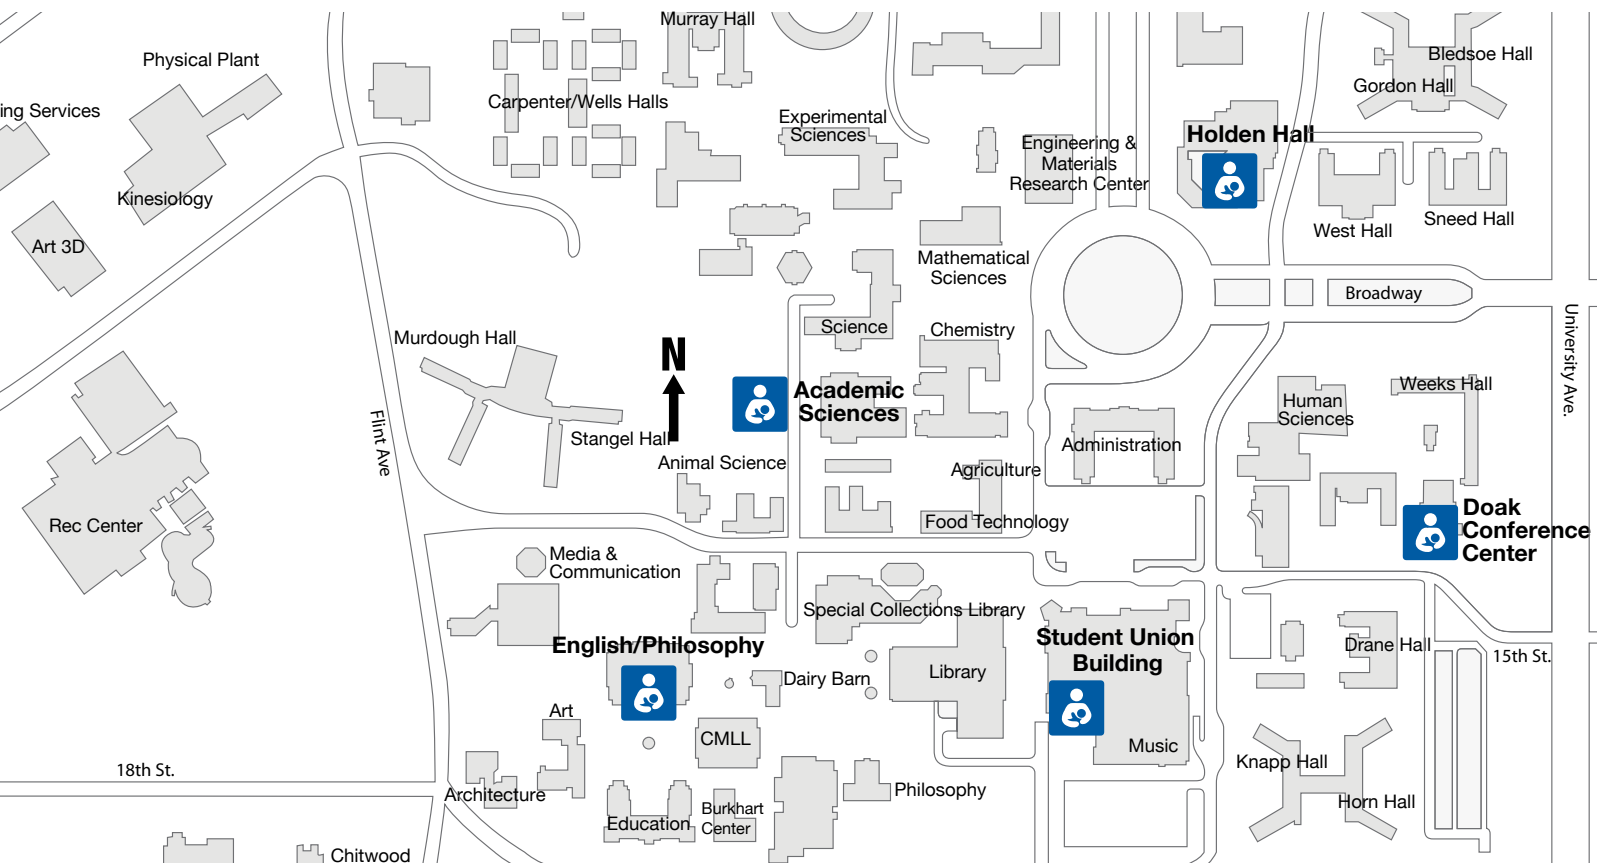 Murray Hall
Physical Plant
Bledsoe Hall
Gordon Hall
ing Services
Carpenter/Wells Halls
Experimental
Sciences
Holden Hall
Engineering &
Materials
Research Center
Kinesiology
Art 3D
West Hall
Sneed Hall
Mathematical
Sciences
Broadway
University Ave.
Murdough Hall
N
Science
Chemistry
Academic
Sciences
Weeks Hall
Human
Sciences
Flint Ave
Stangel Hall
Administration
Animal Science
Agriculture
Rec Center
Food Technology
Doak
Conference
Center
Media &
Communication
Special Collections Library
English/Philosophy
Student Union
Building
Drane Hall
15th St.
Library
Dairy Barn
Art
CMLL
Music
Knapp Hall
18th St.
Architecture
Philosophy
Horn Hall
Burkhart
Center
Education
Chitwood